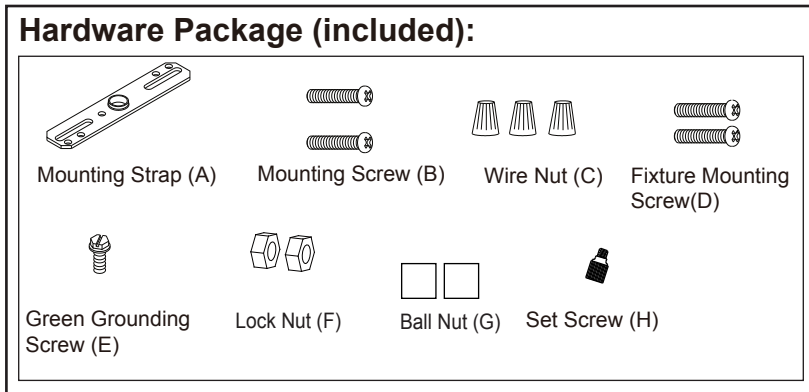 Hardware Package (included):
Mounting Strap (A)
Mounting Screw (B)
Wire Nut (C)
Fixture Mounting
Screw(D)
Green Grounding
Screw (E)
Lock Nut (F)
Ball Nut (G)
Set Screw (H)